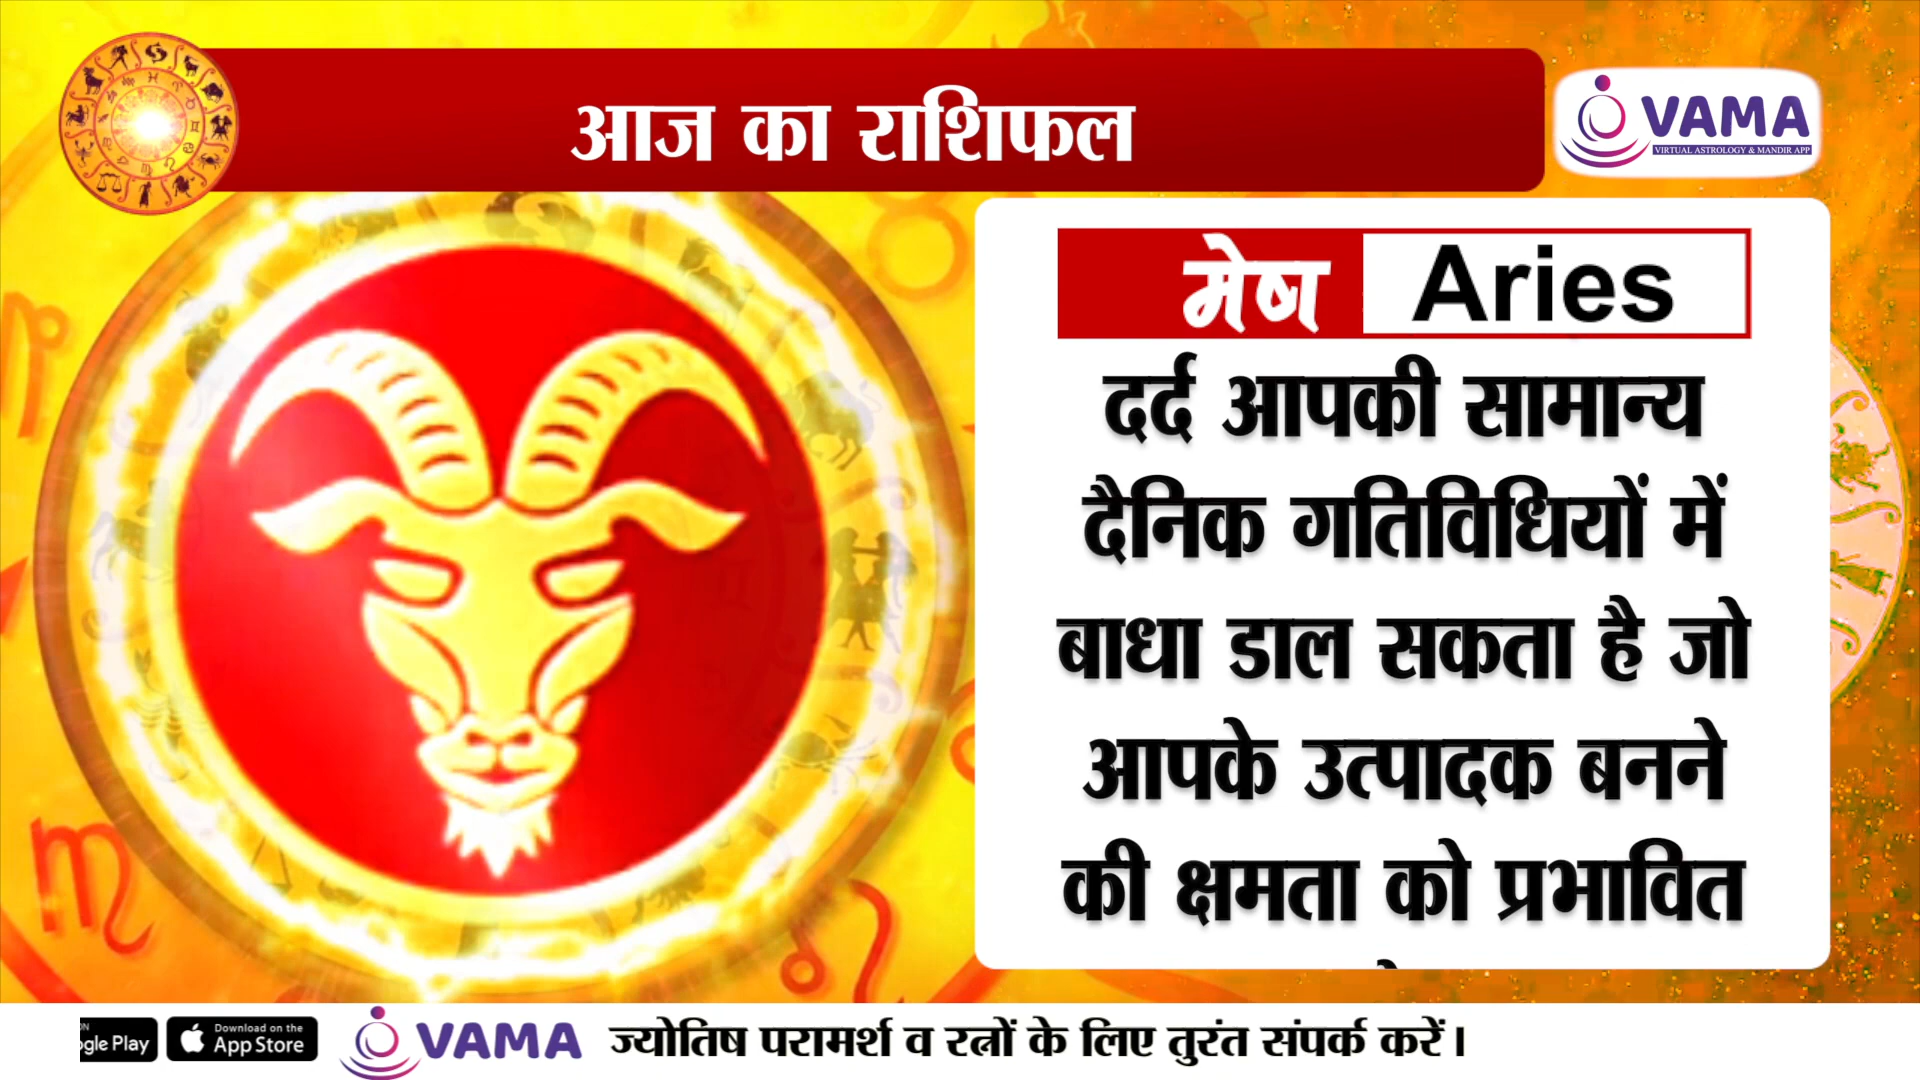 आज का राशिफल
VAMA
VIRTUAL ASTROLOGY & MANDIR APP
मेष
Aries
दर्द आपकी सामान्य
दैनिक गतिविधियों में
बाधा डाल सकता है जो
आपके उत्पादक बनने
की क्षमता को प्रभावित
ON
gle Play
Download on the
App Store
VAMA
ज्योतिष परामर्श व रत्नों के लिए तुरंत संपर्क करें।